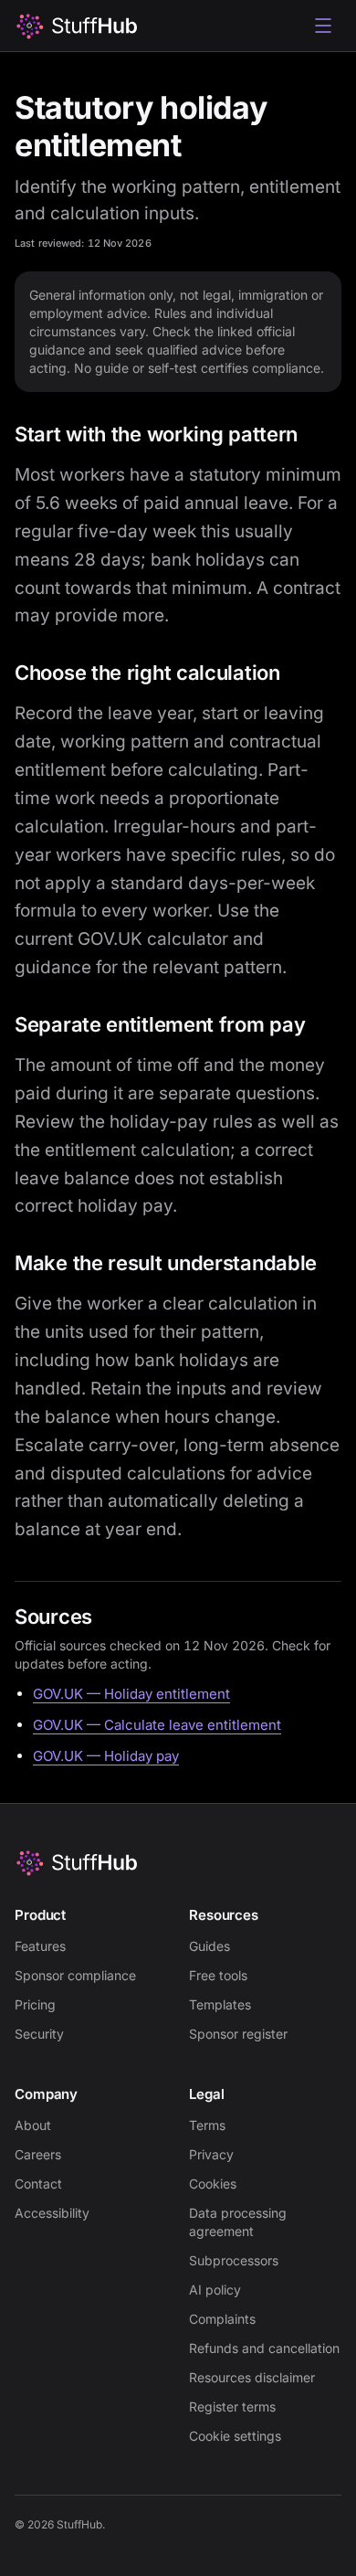 StuffHub
Statutory holiday
entitlement
Identify the working pattern, entitlement
and calculation inputs.
Last reviewed: 12 Nov 2026
General information only, not legal, immigration or
employment advice. Rules and individual
circumstances vary. Check the linked official
guidance and seek qualified advice before
acting. No guide or self-test certifies compliance.
Start with the working pattern
Most workers have a statutory minimum
of 5.6 weeks of paid annual leave. For a
regular five-day week this usually
means 28 days; bank holidays can
count towards that minimum. A contract
may provide more.
Choose the right calculation
Record the leave year, start or leaving
date, working pattern and contractual
entitlement before calculating. Part-
time work needs a proportionate
calculation. Irregular-hours and part-
year workers have specific rules, so do
not apply a standard days-per-week
formula to every worker. Use the
current GOV.UK calculator and
guidance for the relevant pattern.
Separate entitlement from pay
The amount of time off and the money
paid during it are separate questions.
Review the holiday-pay rules as well as
the entitlement calculation; a correct
leave balance does not establish
correct holiday pay.
Make the result understandable
Give the worker a clear calculation in
the units used for their pattern,
including how bank holidays are
handled. Retain the inputs and review
the balance when hours change.
Escalate carry-over, long-term absence
and disputed calculations for advice
rather than automatically deleting a
balance at year end.
Sources
Official sources checked on 12 Nov 2026. Check for
updates before acting.
GOV.UK — Holiday entitlement
GOV.UK — Calculate leave entitlement
GOV.UK — Holiday pay
StuffHub
Product
Features
Sponsor compliance
Pricing
Security
Resources
Guides
Free tools
Templates
Sponsor register
Company
About
Careers
Contact
Accessibility
Legal
Terms
Privacy
Cookies
Data processing
agreement
Subprocessors
AI policy
Complaints
Refunds and cancellation
Resources disclaimer
Register terms
Cookie settings
© 2026 StuffHub.